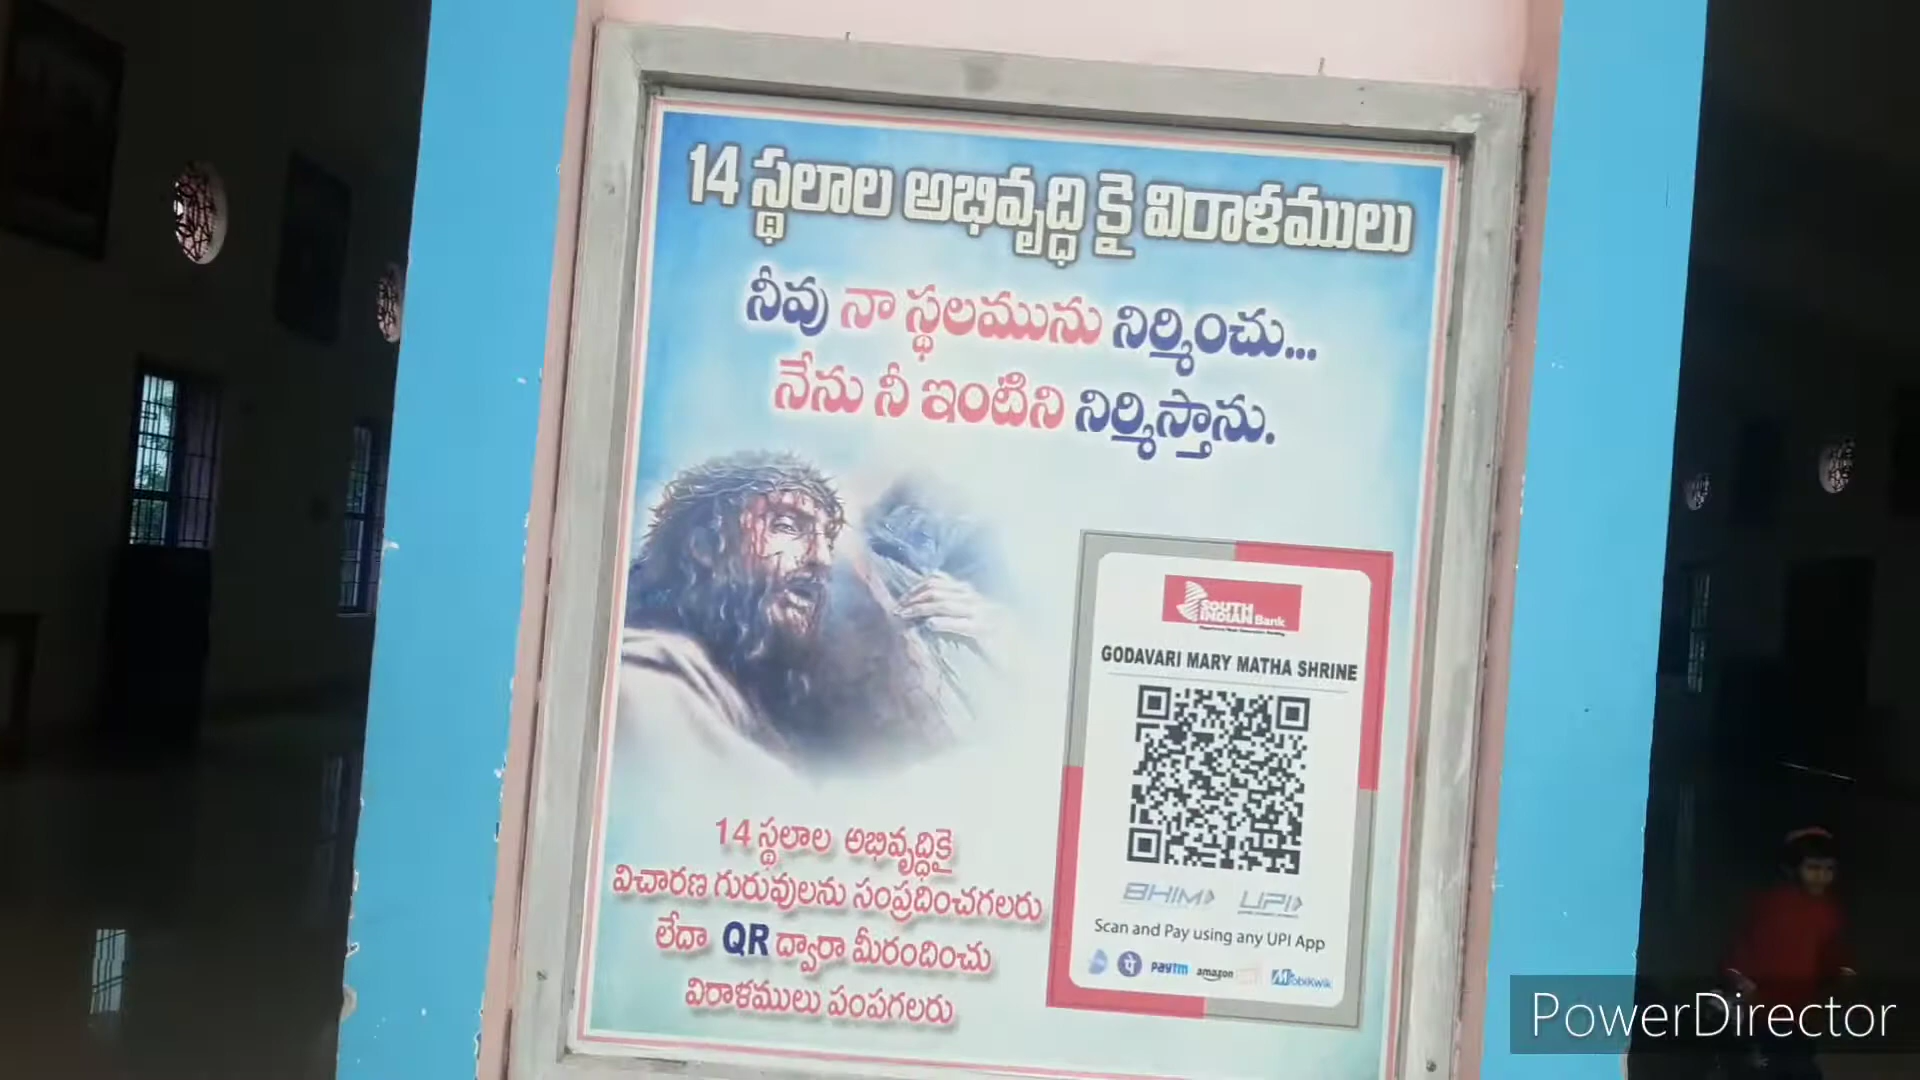 14 స్థలాల అభివృద్ధి కై విరాళములు
నీవు నా స్థలమును నిర్మించు...
నేను నీ ఇంటిని నిర్మిస్తాను.
14 స్థలాల అభివృద్ధికై
విచారణ గురువులను సంప్రదించగలరు
లేదా QR ద్వారా మీరందించు
విరాళములు పంపగలరు
SOUTH
INDIAN Bank
GODAVARI MARY MATHA SHRINE
BHIM UPI
Scan and Pay using any UPI App
paytm amazon MobiKwik
PowerDirector